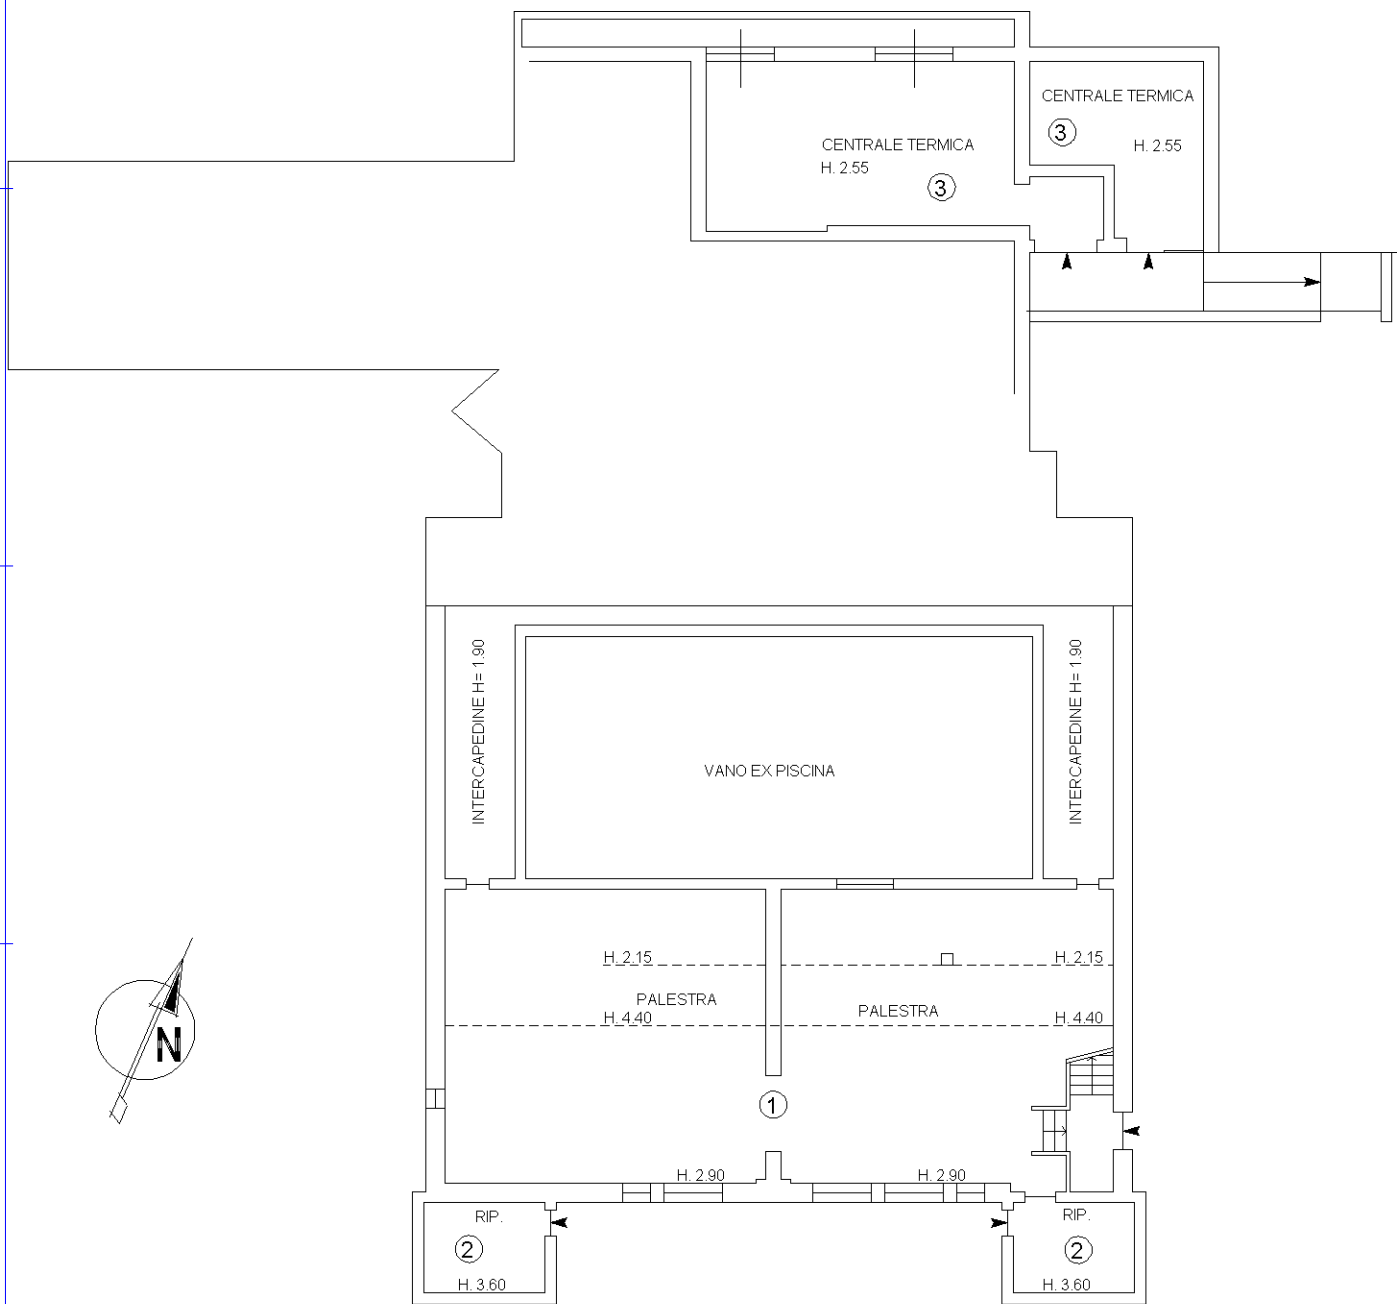 CENTRALE TERMICA
3
H. 2.55
CENTRALE TERMICA
H. 2.55
3
INTERCAPEDINE H= 1.90
INTERCAPEDINE H= 1.90
VANO EX PISCINA
H. 2.15
H. 2.15
PALESTRA
PALESTRA
H. 4.40
H. 4.40
N
1
H. 2.90
H. 2.90
RIP.
RIP.
2
2
H. 3.60
H. 3.60